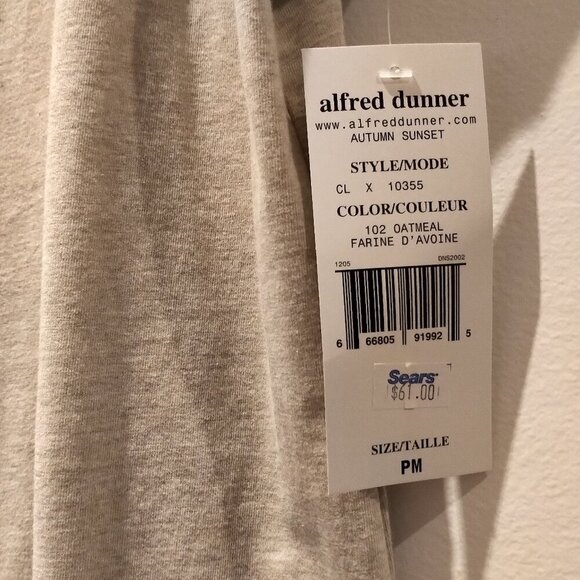 alfred dunner
www.alfreddunner.com
AUTUMN SUNSET
STYLE/MODE
CL X 10355
COLOR/COULEUR
102 OATMEAL
FARINE D'AVOINE
1205 DNS2002
6 66805 91992 5
Sears
$61.00
SIZE/TAILLE
PM